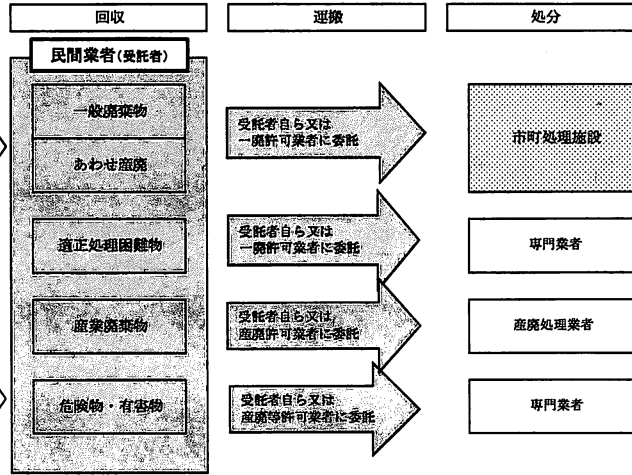 回収
運搬
処分
民間業者(受託者)
一般廃棄物
あわせ産廃
受託者自ら又は
一廃許可業者に委託
市町処理施設
適正処理困難物
受託者自ら又は
一廃許可業者に委託
専門業者
産業廃棄物
受託者自ら又は
産廃許可業者に委託
産廃処理業者
危険物・有害物
受託者自ら又は
産廃等許可業者に委託
専門業者